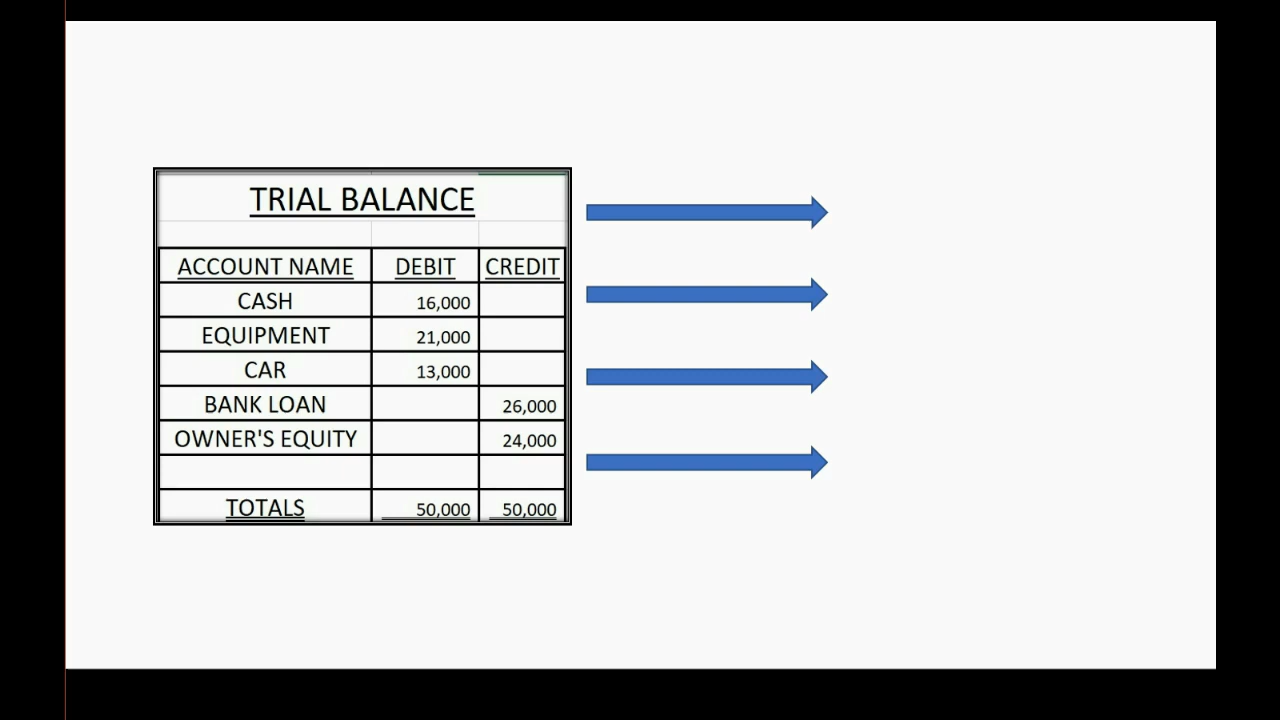 TRIAL BALANCE
ACCOUNT NAME DEBIT CREDIT
CASH 16,000
EQUIPMENT 21,000
CAR 13,000
BANK LOAN 26,000
OWNER'S EQUITY 24,000
TOTALS 50,000 50,000